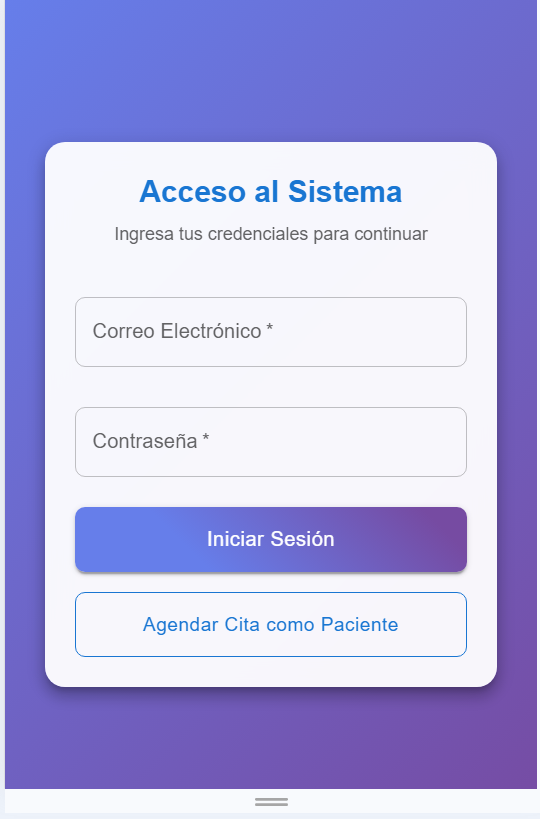 Acceso al Sistema
Ingresa tus credenciales para continuar
Correo Electrónico *
Contraseña *
Iniciar Sesión
Agendar Cita como Paciente